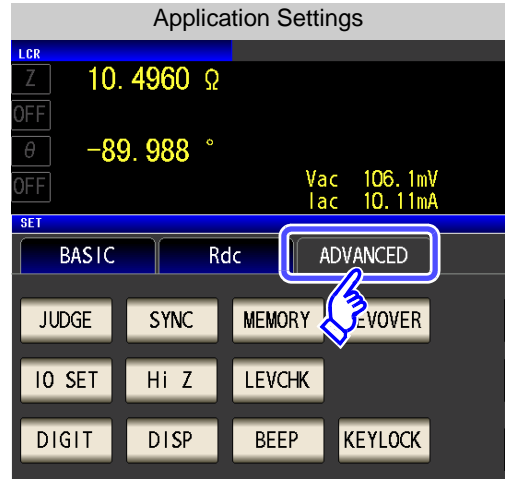 Application Settings
LCR
Z 10.4960 Ω
OFF
θ -89.988 °
OFF
Vac 106.1mV
Iac 10.11mA
SET
BASIC Rdc ADVANCED
JUDGE SYNC MEMORY EVOVER
IO SET Hi Z LEVCHK
DIGIT DISP BEEP KEYLOCK